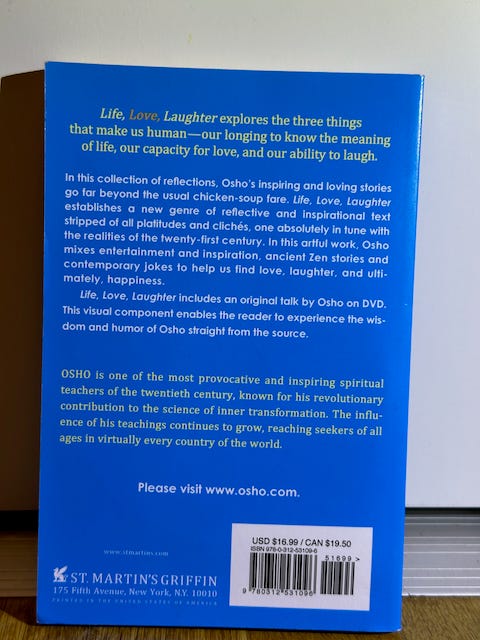 Life, Love, Laughter explores the three things
that make us human—our longing to know the meaning
of life, our capacity for love, and our ability to laugh.
In this collection of reflections, Osho's inspiring and loving stories
go far beyond the usual chicken-soup fare. Life, Love, Laughter
establishes a new genre of reflective and inspirational text
stripped of all platitudes and clichés, one absolutely in tune with
the realities of the twenty-first century. In this artful work, Osho
mixes entertainment and inspiration, ancient Zen stories and
contemporary jokes to help us find love, laughter, and ulti-
mately, happiness.
Life, Love, Laughter includes an original talk by Osho on DVD.
This visual component enables the reader to experience the wis-
dom and humor of Osho straight from the source.
OSHO is one of the most provocative and inspiring spiritual
teachers of the twentieth century, known for his revolutionary
contribution to the science of inner transformation. The influ-
ence of his teachings continues to grow, reaching seekers of all
ages in virtually every country of the world.
Please visit www.osho.com.
www.stmartins.com
ST. MARTIN'S GRIFFIN
175 Fifth Avenue, New York, N.Y. 10010
PRINTED IN THE UNITED STATES OF AMERICA
USD $16.99 / CAN $19.50
ISBN 978-0-312-53109-6
51699>
9 780312 531096